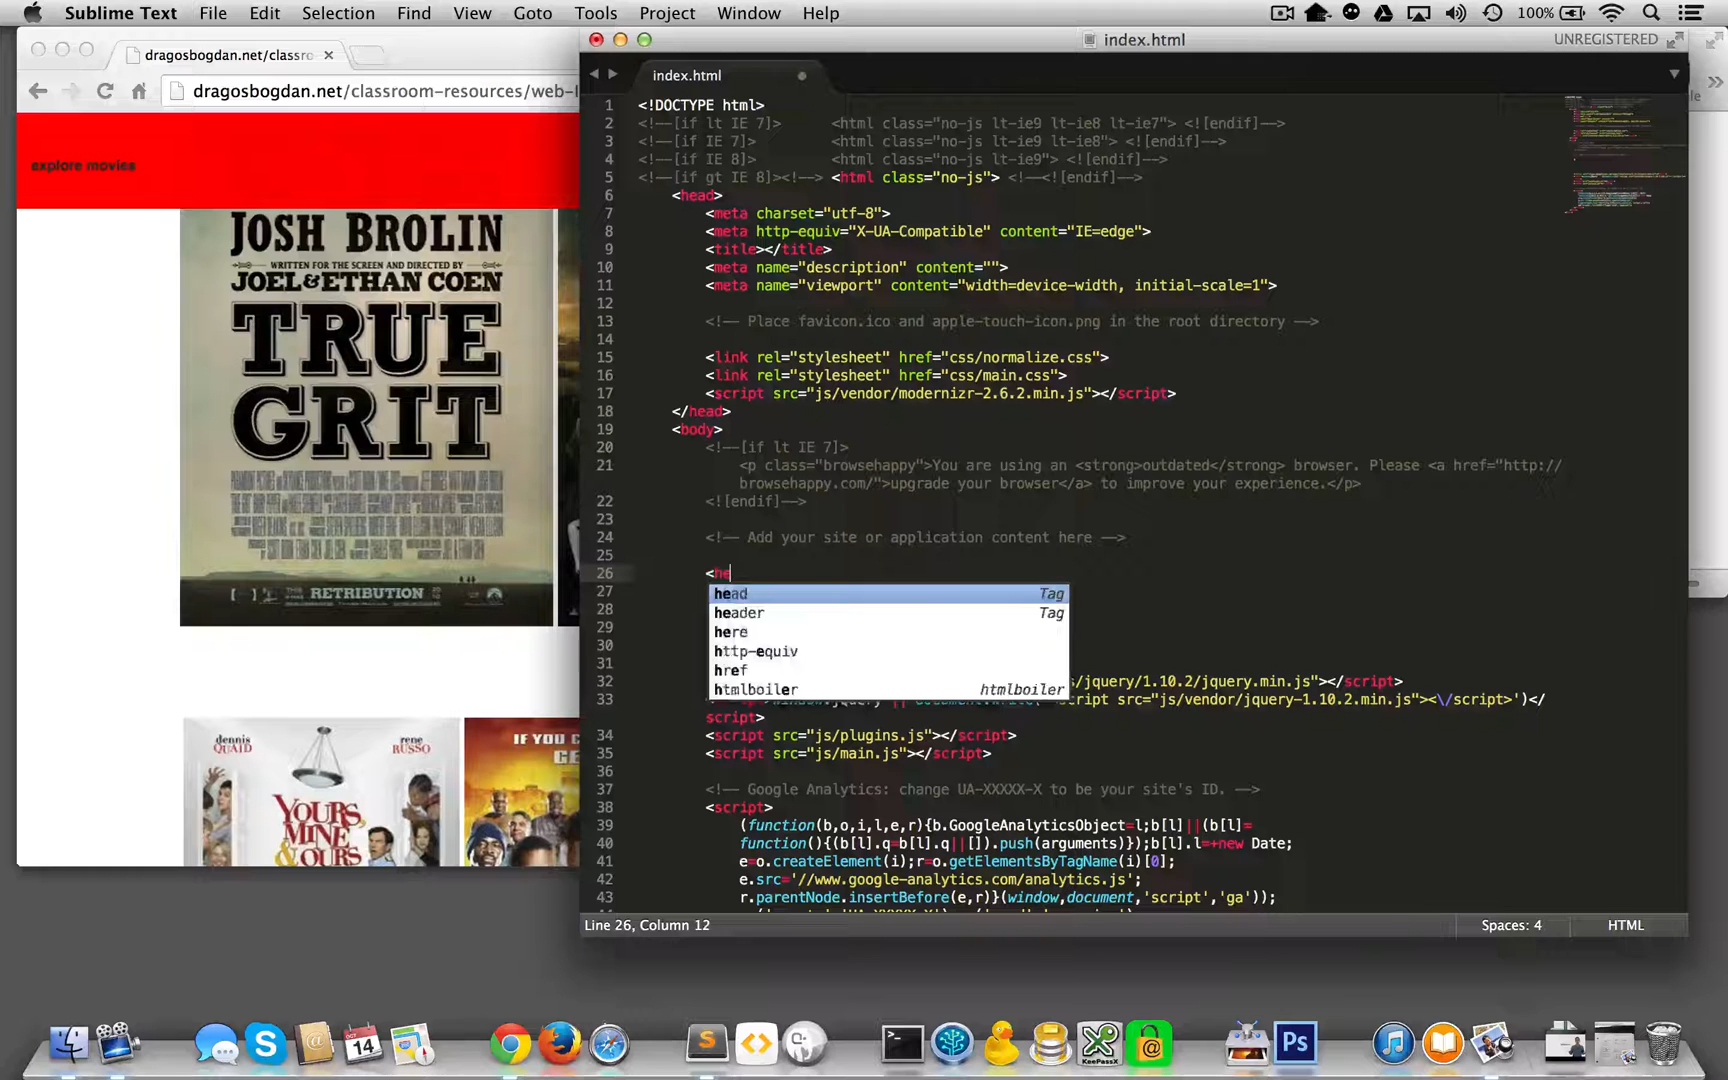 Sublime Text File Edit Selection Find View Goto Tools Project Window Help 100%
dragosbogdan.net/classro
dragosbogdan.net/classroom-resources/web-l
explore movies
JOSH BROLIN
WRITTEN FOR THE SCREEN AND DIRECTED BY
JOEL & ETHAN COEN
TRUE
GRIT
RETRIBUTION
dennis
QUAID
rene
RUSSO
YOURS,
MINE
& OURS
IF YOU C
GE
index.html
UNREGISTERED
index.html
1 <!DOCTYPE html>
2 <!--[if lt IE 7]> <html class="no-js lt-ie9 lt-ie8 lt-ie7"> <![endif]-->
3 <!--[if IE 7]> <html class="no-js lt-ie9 lt-ie8"> <![endif]-->
4 <!--[if IE 8]> <html class="no-js lt-ie9"> <![endif]-->
5 <!--[if gt IE 8]><!--> <html class="no-js"> <!--<![endif]-->
6 <head>
7 <meta charset="utf-8">
8 <meta http-equiv="X-UA-Compatible" content="IE=edge">
9 <title></title>
10 <meta name="description" content="">
11 <meta name="viewport" content="width=device-width, initial-scale=1">
12
13 <!-- Place favicon.ico and apple-touch-icon.png in the root directory -->
14
15 <link rel="stylesheet" href="css/normalize.css">
16 <link rel="stylesheet" href="css/main.css">
17 <script src="js/vendor/modernizr-2.6.2.min.js"></script>
18 </head>
19 <body>
20 <!--[if lt IE 7]>
21 <p class="browsehappy">You are using an <strong>outdated</strong> browser. Please <a href="http://
browsehappy.com/">upgrade your browser</a> to improve your experience.</p>
22 <![endif]-->
23
24 <!-- Add your site or application content here -->
25
26 <he
27
28
29
30
31
head Tag
header Tag
here
http-equiv
href
htmlboiler htmlboiler
32 s/jquery/1.10.2/jquery.min.js"></script>
33 script src="js/vendor/jquery-1.10.2.min.js"><\/script>')</
script>
34 <script src="js/plugins.js"></script>
35 <script src="js/main.js"></script>
36
37 <!-- Google Analytics: change UA-XXXXX-X to be your site's ID. -->
38 <script>
39 (function(b,o,i,l,e,r){b.GoogleAnalyticsObject=l;b[l]||(b[l]=
40 function(){(b[l].q=b[l].q||[]).push(arguments)});b[l].l=+new Date;
41 e=o.createElement(i);r=o.getElementsByTagName(i)[0];
42 e.src='//www.google-analytics.com/analytics.js';
43 r.parentNode.insertBefore(e,r)}(window,document,'script','ga'));
Line 26, Column 12
Spaces: 4
HTML
OCT
14
KeePassX
Ps